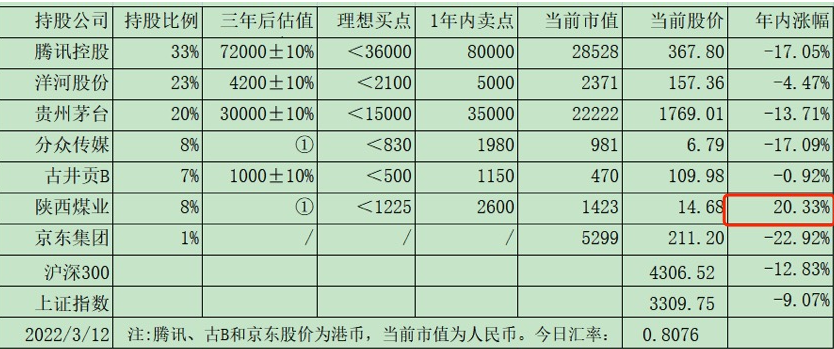 持股公司 持股比例 三年后估值 理想买点 1年内卖点 当前市值 当前股价 年内涨幅
腾讯控股 33% 72000±10% <36000 80000 28528 367.80 -17.05%
洋河股份 23% 4200±10% <2100 5000 2371 157.36 -4.47%
贵州茅台 20% 30000±10% <15000 35000 22222 1769.01 -13.71%
分众传媒 8% ① <830 1980 981 6.79 -17.09%
古井贡B 7% 1000±10% <500 1150 470 109.98 -0.92%
陕西煤业 8% ① <1225 2600 1423 14.68 20.33%
京东集团 1% / / / 5299 211.20 -22.92%
沪深300 4306.52 -12.83%
上证指数 3309.75 -9.07%
2022/3/12 注:腾讯、古B和京东股价为港币，当前市值为人民币。今日汇率： 0.8076